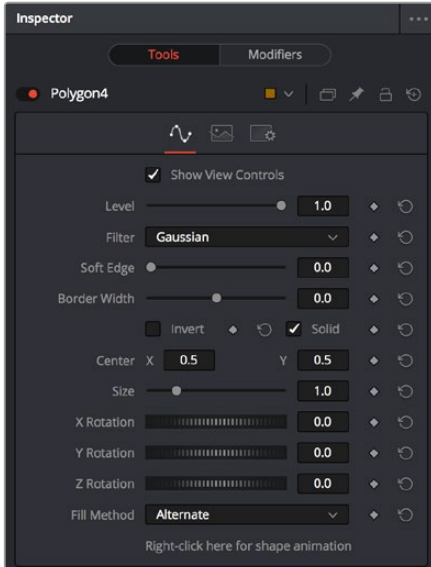 Inspector
Tools Modifiers
Polygon4
Show View Controls
Level 1.0
Filter Gaussian
Soft Edge 0.0
Border Width 0.0
Invert Solid
Center X 0.5 Y 0.5
Size 1.0
X Rotation 0.0
Y Rotation 0.0
Z Rotation 0.0
Fill Method Alternate
Right-click here for shape animation